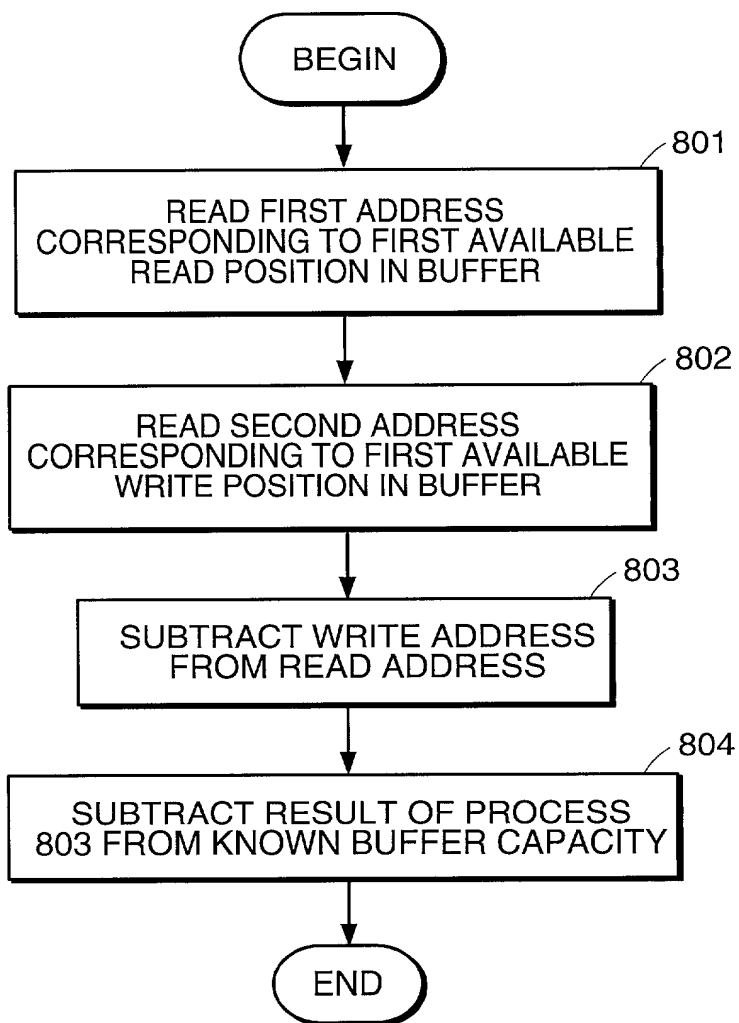 BEGIN
801
READ FIRST ADDRESS
CORRESPONDING TO FIRST AVAILABLE
READ POSITION IN BUFFER
802
READ SECOND ADDRESS
CORRESPONDING TO FIRST AVAILABLE
WRITE POSITION IN BUFFER
803
SUBTRACT WRITE ADDRESS
FROM READ ADDRESS
804
SUBTRACT RESULT OF PROCESS
803 FROM KNOWN BUFFER CAPACITY
END